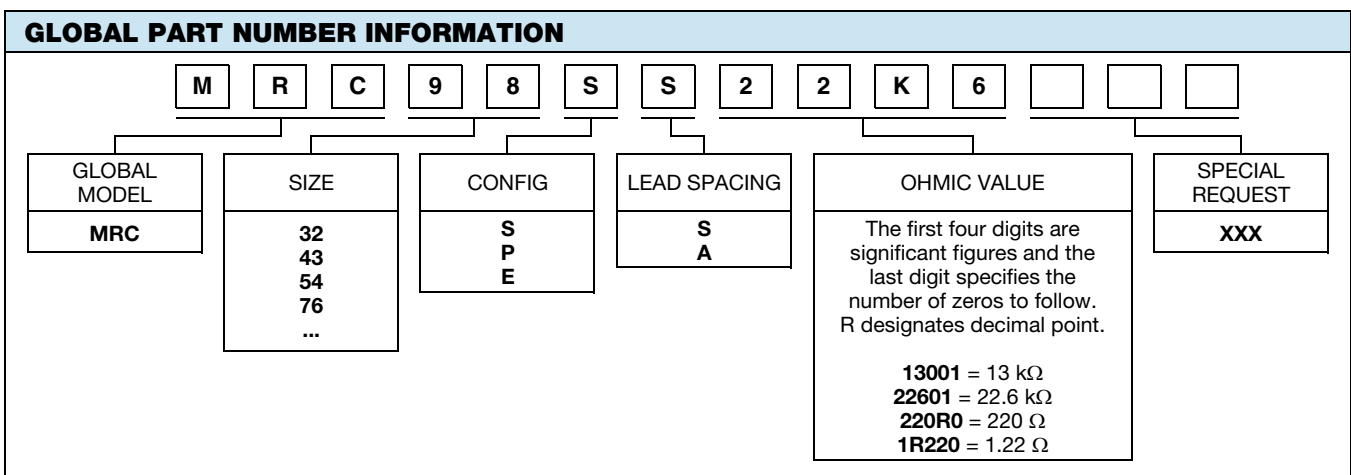 GLOBAL PART NUMBER INFORMATION
M R C 9 8 S S 2 2 K 6
GLOBAL
MODEL
MRC
SIZE
32
43
54
76
...
CONFIG
S
P
E
LEAD SPACING
S
A
OHMIC VALUE
The first four digits are
significant figures and the
last digit specifies the
number of zeros to follow.
R designates decimal point.
13001 = 13 kΩ
22601 = 22.6 kΩ
220R0 = 220 Ω
1R220 = 1.22 Ω
SPECIAL
REQUEST
XXX